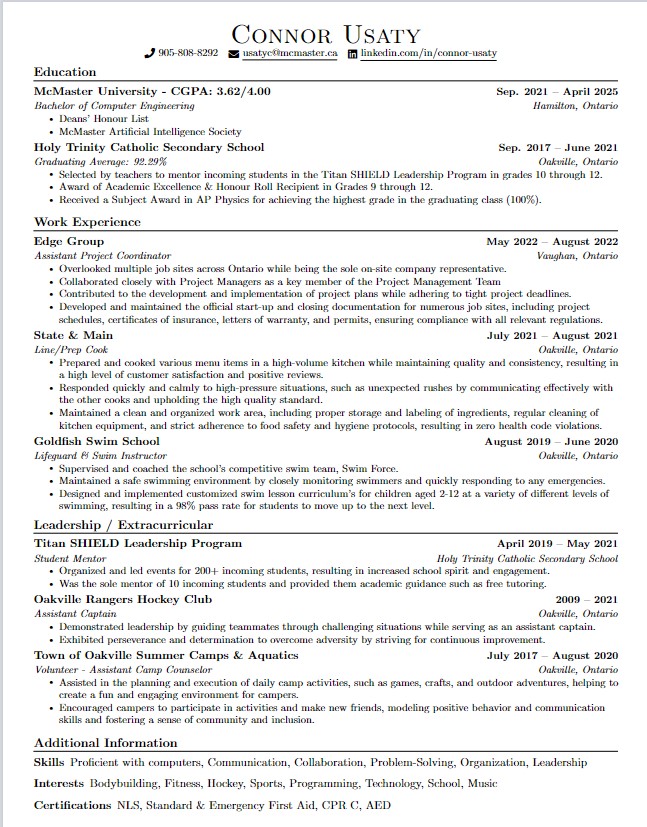 Connor Usaty
905-808-8292 usatyc@mcmaster.ca linkedin.com/in/connor-usaty
Education
McMaster University - CGPA: 3.62/4.00 Sep. 2021 – April 2025
Bachelor of Computer Engineering Hamilton, Ontario
• Deans' Honour List
• McMaster Artificial Intelligence Society
Holy Trinity Catholic Secondary School Sep. 2017 – June 2021
Graduating Average: 92.29% Oakville, Ontario
• Selected by teachers to mentor incoming students in the Titan SHIELD Leadership Program in grades 10 through 12.
• Award of Academic Excellence & Honour Roll Recipient in Grades 9 through 12.
• Received a Subject Award in AP Physics for achieving the highest grade in the graduating class (100%).
Work Experience
Edge Group May 2022 – August 2022
Assistant Project Coordinator Vaughan, Ontario
• Overlooked multiple job sites across Ontario while being the sole on-site company representative.
• Collaborated closely with Project Managers as a key member of the Project Management Team
• Contributed to the development and implementation of project plans while adhering to tight project deadlines.
• Developed and maintained the official start-up and closing documentation for numerous job sites, including project
schedules, certificates of insurance, letters of warranty, and permits, ensuring compliance with all relevant regulations.
State & Main July 2021 – August 2021
Line/Prep Cook Oakville, Ontario
• Prepared and cooked various menu items in a high-volume kitchen while maintaining quality and consistency, resulting in
a high level of customer satisfaction and positive reviews.
• Responded quickly and calmly to high-pressure situations, such as unexpected rushes by communicating effectively with
the other cooks and upholding the high quality standard.
• Maintained a clean and organized work area, including proper storage and labeling of ingredients, regular cleaning of
kitchen equipment, and strict adherence to food safety and hygiene protocols, resulting in zero health code violations.
Goldfish Swim School August 2019 – June 2020
Lifeguard & Swim Instructor Oakville, Ontario
• Supervised and coached the school's competitive swim team, Swim Force.
• Maintained a safe swimming environment by closely monitoring swimmers and quickly responding to any emergencies.
• Designed and implemented customized swim lesson curriculum's for children aged 2-12 at a variety of different levels of
swimming, resulting in a 98% pass rate for students to move up to the next level.
Leadership / Extracurricular
Titan SHIELD Leadership Program April 2019 – May 2021
Student Mentor Holy Trinity Catholic Secondary School
• Organized and led events for 200+ incoming students, resulting in increased school spirit and engagement.
• Was the sole mentor of 10 incoming students and provided them academic guidance such as free tutoring.
Oakville Rangers Hockey Club 2009 – 2021
Assistant Captain Oakville, Ontario
• Demonstrated leadership by guiding teammates through challenging situations while serving as an assistant captain.
• Exhibited perseverance and determination to overcome adversity by striving for continuous improvement.
Town of Oakville Summer Camps & Aquatics July 2017 – August 2020
Volunteer - Assistant Camp Counselor Oakville, Ontario
• Assisted in the planning and execution of daily camp activities, such as games, crafts, and outdoor adventures, helping to
create a fun and engaging environment for campers.
• Encouraged campers to participate in activities and make new friends, modeling positive behavior and communication
skills and fostering a sense of community and inclusion.
Additional Information
Skills Proficient with computers, Communication, Collaboration, Problem-Solving, Organization, Leadership
Interests Bodybuilding, Fitness, Hockey, Sports, Programming, Technology, School, Music
Certifications NLS, Standard & Emergency First Aid, CPR C, AED